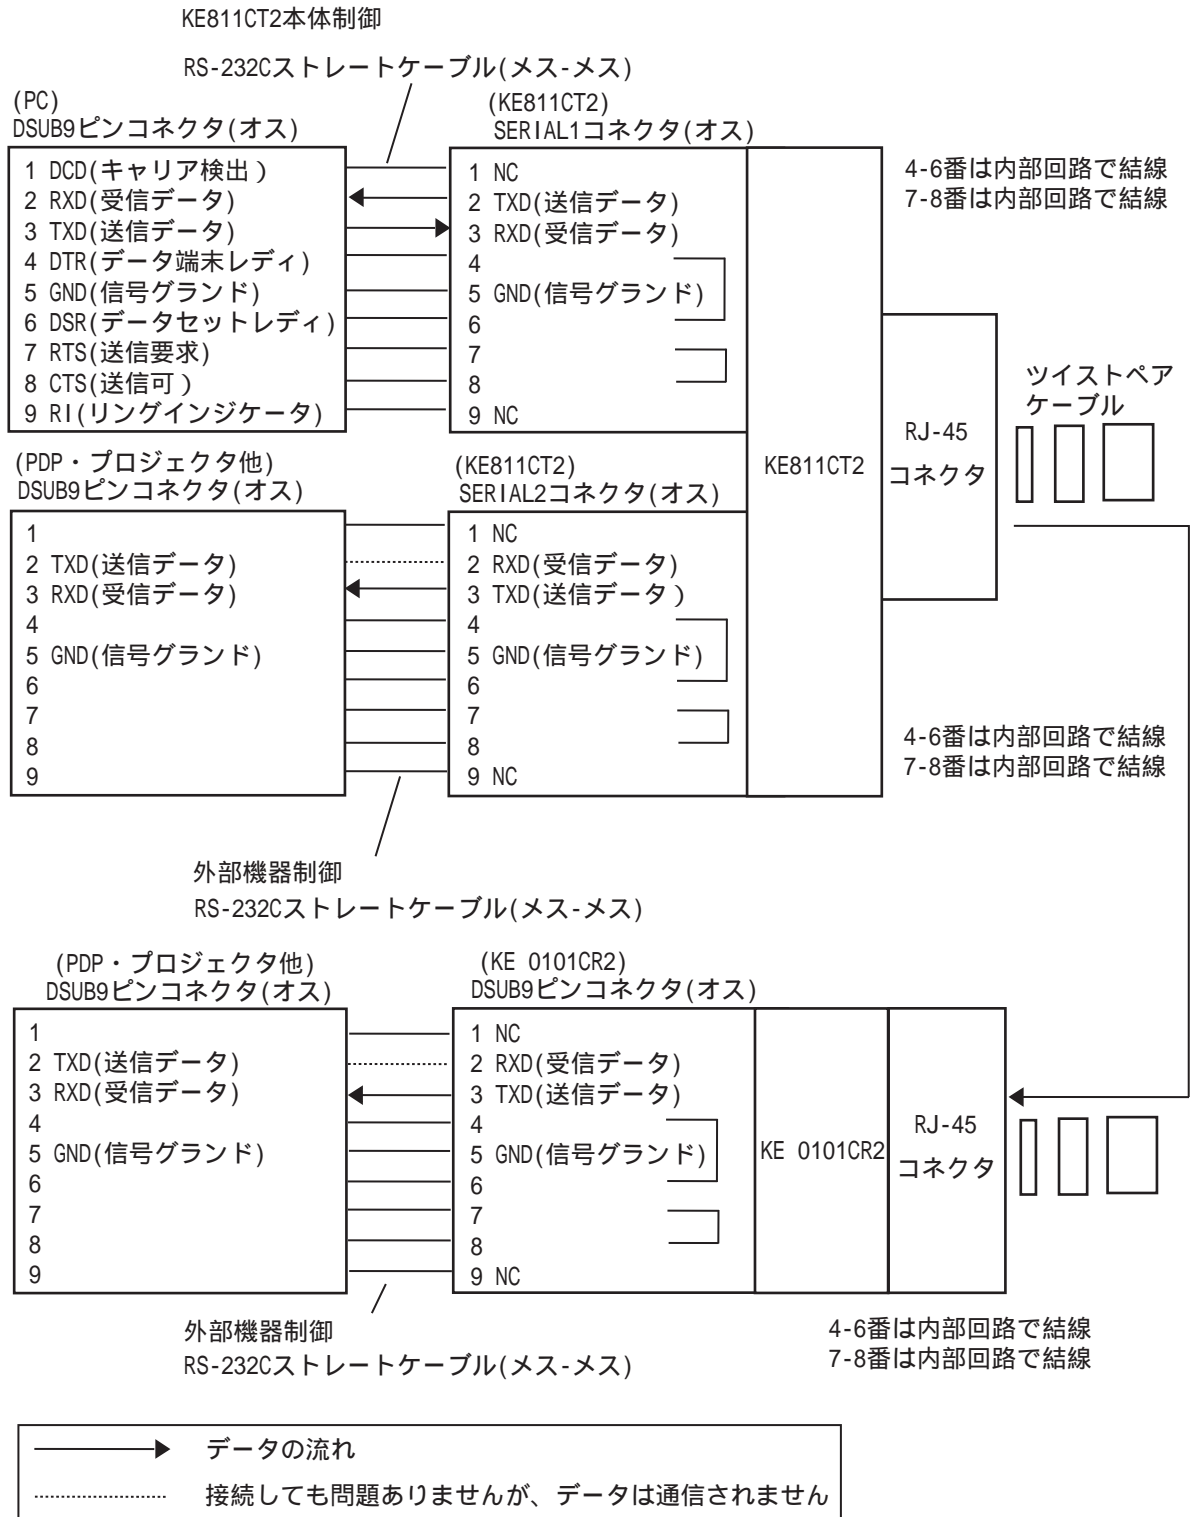 KE811CT2本体制御
RS-232Cストレートケーブル(メス-メス)
(PC)
DSUB9ピンコネクタ(オス)
1 DCD(キャリア検出)
2 RXD(受信データ)
3 TXD(送信データ)
4 DTR(データ端末レディ)
5 GND(信号グランド)
6 DSR(データセットレディ)
7 RTS(送信要求)
8 CTS(送信可)
9 RI(リングインジケータ)
(KE811CT2)
SERIAL1コネクタ(オス)
1 NC
2 TXD(送信データ)
3 RXD(受信データ)
4
5 GND(信号グランド)
6
7
8
9 NC
4-6番は内部回路で結線
7-8番は内部回路で結線
KE811CT2
RJ-45
コネクタ
ツイストペア
ケーブル
(PDP・プロジェクタ他)
DSUB9ピンコネクタ(オス)
1
2 TXD(送信データ)
3 RXD(受信データ)
4
5 GND(信号グランド)
6
7
8
9
(KE811CT2)
SERIAL2コネクタ(オス)
1 NC
2 RXD(受信データ)
3 TXD(送信データ)
4
5 GND(信号グランド)
6
7
8
9 NC
4-6番は内部回路で結線
7-8番は内部回路で結線
外部機器制御
RS-232Cストレートケーブル(メス-メス)
(PDP・プロジェクタ他)
DSUB9ピンコネクタ(オス)
1
2 TXD(送信データ)
3 RXD(受信データ)
4
5 GND(信号グランド)
6
7
8
9
(KE 0101CR2)
DSUB9ピンコネクタ(オス)
1 NC
2 RXD(受信データ)
3 TXD(送信データ)
4
5 GND(信号グランド)
6
7
8
9 NC
KE 0101CR2
RJ-45
コネクタ
外部機器制御
RS-232Cストレートケーブル(メス-メス)
4-6番は内部回路で結線
7-8番は内部回路で結線
データの流れ
接続しても問題ありませんが、データは通信されません